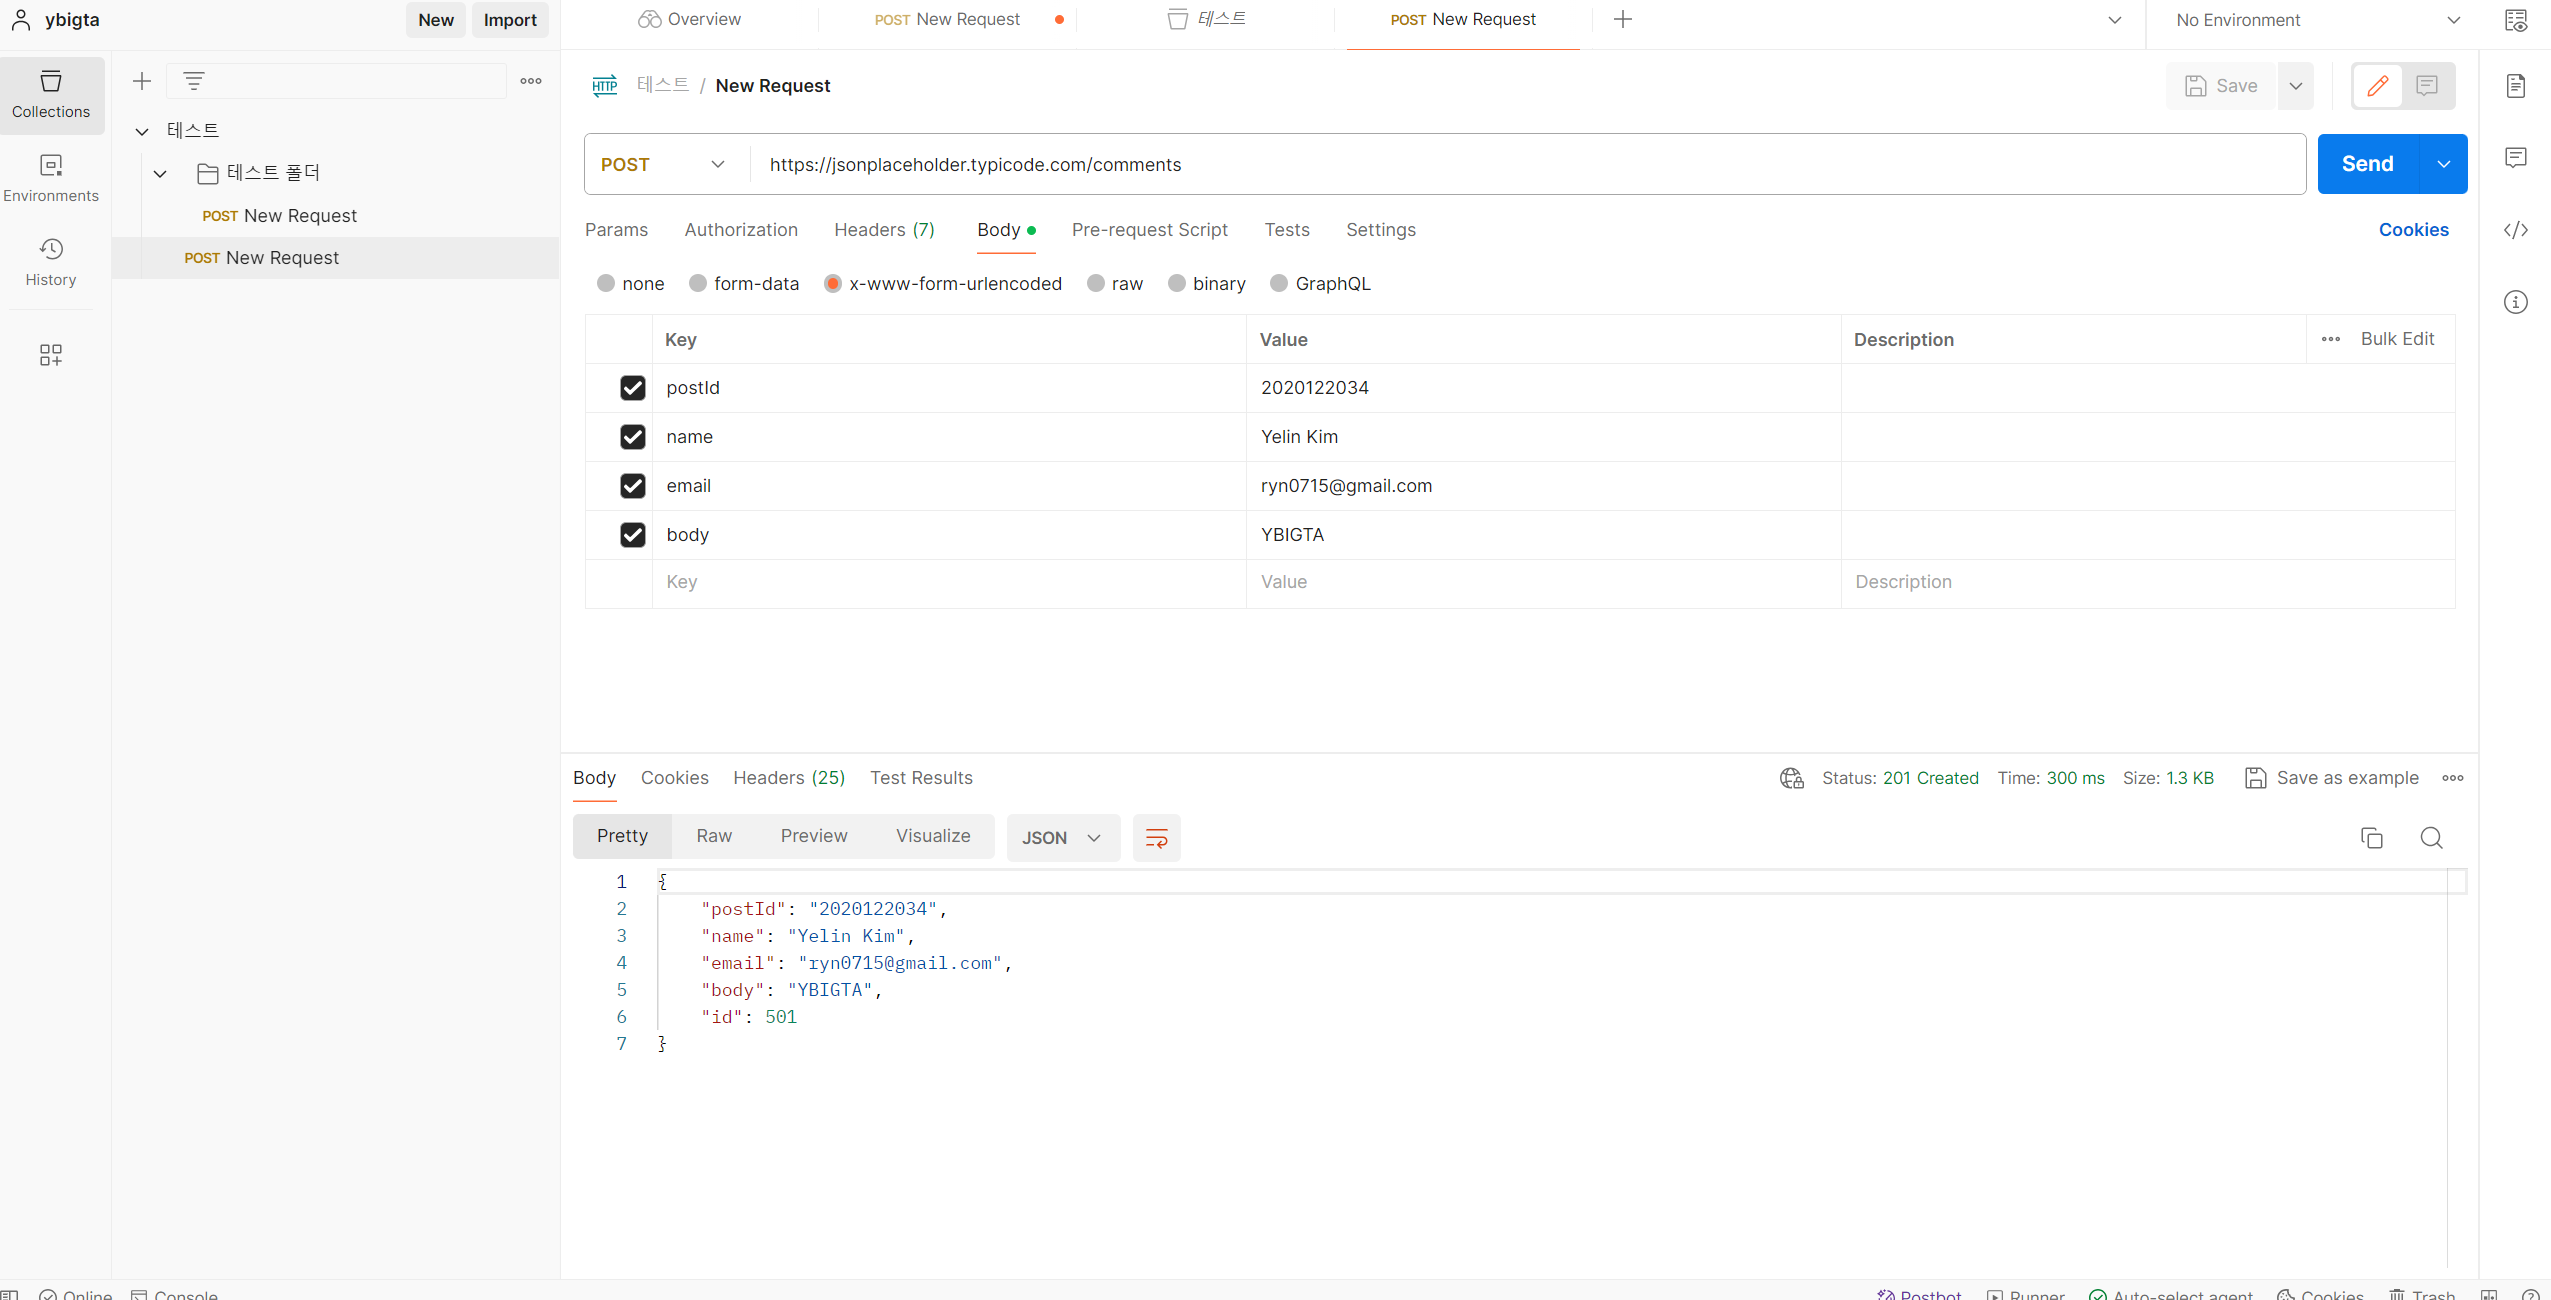 ybigta
New
Import
Overview
POST New Request
테스트
POST New Request
No Environment
Collections
Environments
History
테스트
테스트 폴더
POST New Request
POST New Request
HTTP
테스트 / New Request
Save
POST
https://jsonplaceholder.typicode.com/comments
Send
Params
Authorization
Headers (7)
Body
Pre-request Script
Tests
Settings
Cookies
none
form-data
x-www-form-urlencoded
raw
binary
GraphQL
Key Value Description Bulk Edit
postId 2020122034
name Yelin Kim
email ryn0715@gmail.com
body YBIGTA
Key Value Description
Body
Cookies
Headers (25)
Test Results
Status: 201 Created
Time: 300 ms
Size: 1.3 KB
Save as example
Pretty
Raw
Preview
Visualize
JSON
1 {
2 "postId": "2020122034",
3 "name": "Yelin Kim",
4 "email": "ryn0715@gmail.com",
5 "body": "YBIGTA",
6 "id": 501
7 }
Online
Console
Postbot
Runner
Auto-select agent
Cookies
Trash